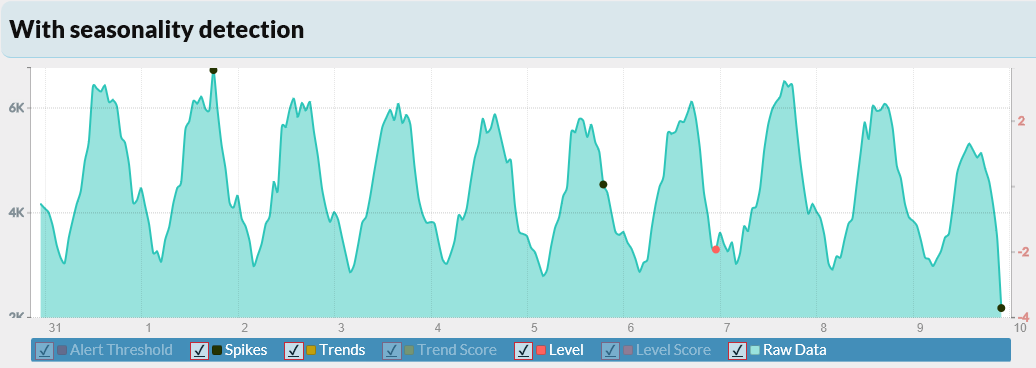 With seasonality detection
6K
4K
2K
2
-2
-4
31 1 2 3 4 5 6 7 8 9 10
Alert Threshold Spikes Trends Trend Score Level Level Score Raw Data